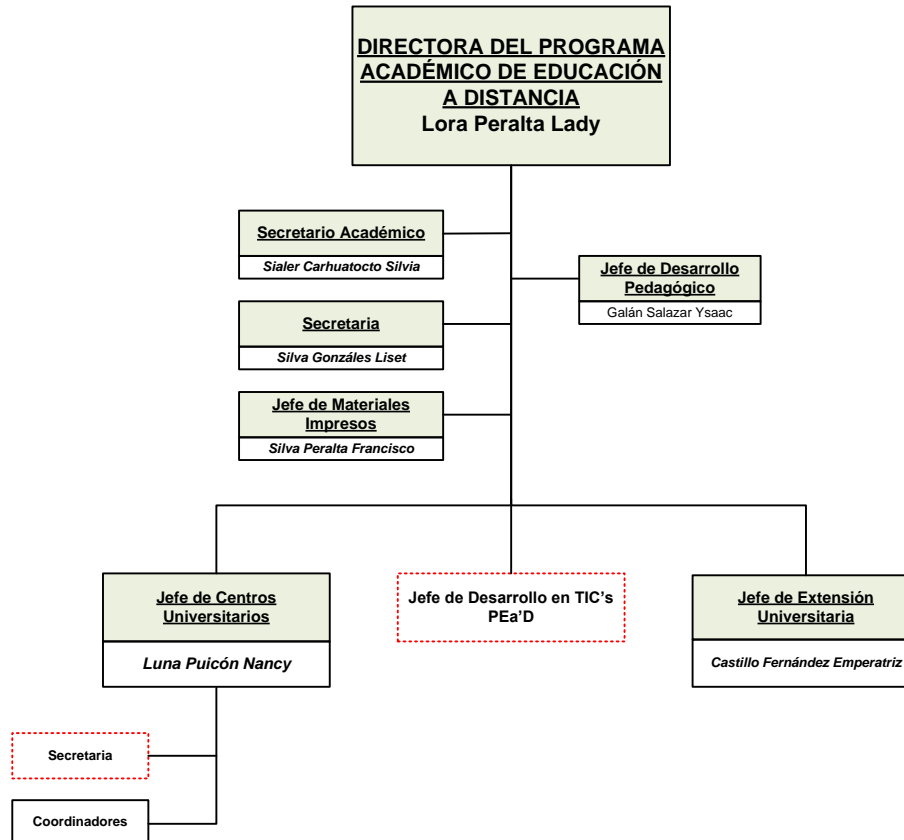 DIRECTORA DEL PROGRAMA
ACADÉMICO DE EDUCACIÓN
A DISTANCIA
Lora Peralta Lady
Secretario Académico
Sialer Carhuatocto Silvia
Jefe de Desarrollo
Pedagógico
Galán Salazar Ysaac
Secretaria
Silva Gonzáles Liset
Jefe de Materiales
Impresos
Silva Peralta Francisco
Jefe de Centros
Universitarios
Luna Puicón Nancy
Jefe de Desarrollo en TIC’s
PEa’D
Jefe de Extensión
Universitaria
Castillo Fernández Emperatriz
Secretaria
Coordinadores